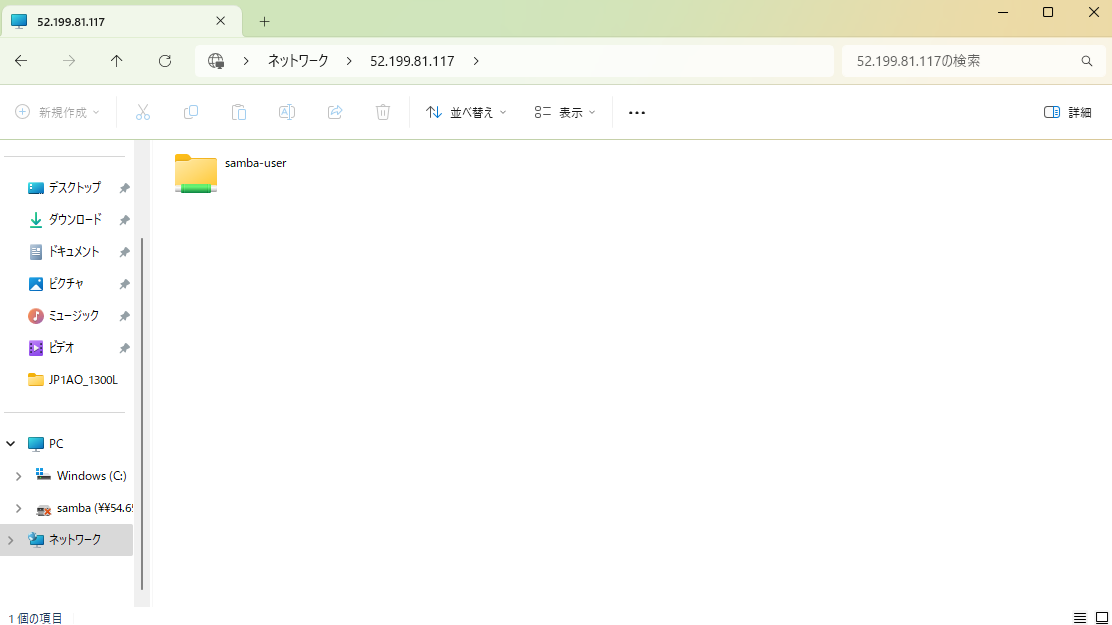 52.199.81.117
ネットワーク 52.199.81.117
52.199.81.117の検索
新規作成 並べ替え 表示 詳細
samba-user
デスクトップ
ダウンロード
ドキュメント
ピクチャ
ミュージック
ビデオ
JP1AO_1300L
PC
Windows (C:)
samba (¥¥54.65
ネットワーク
1 個の項目